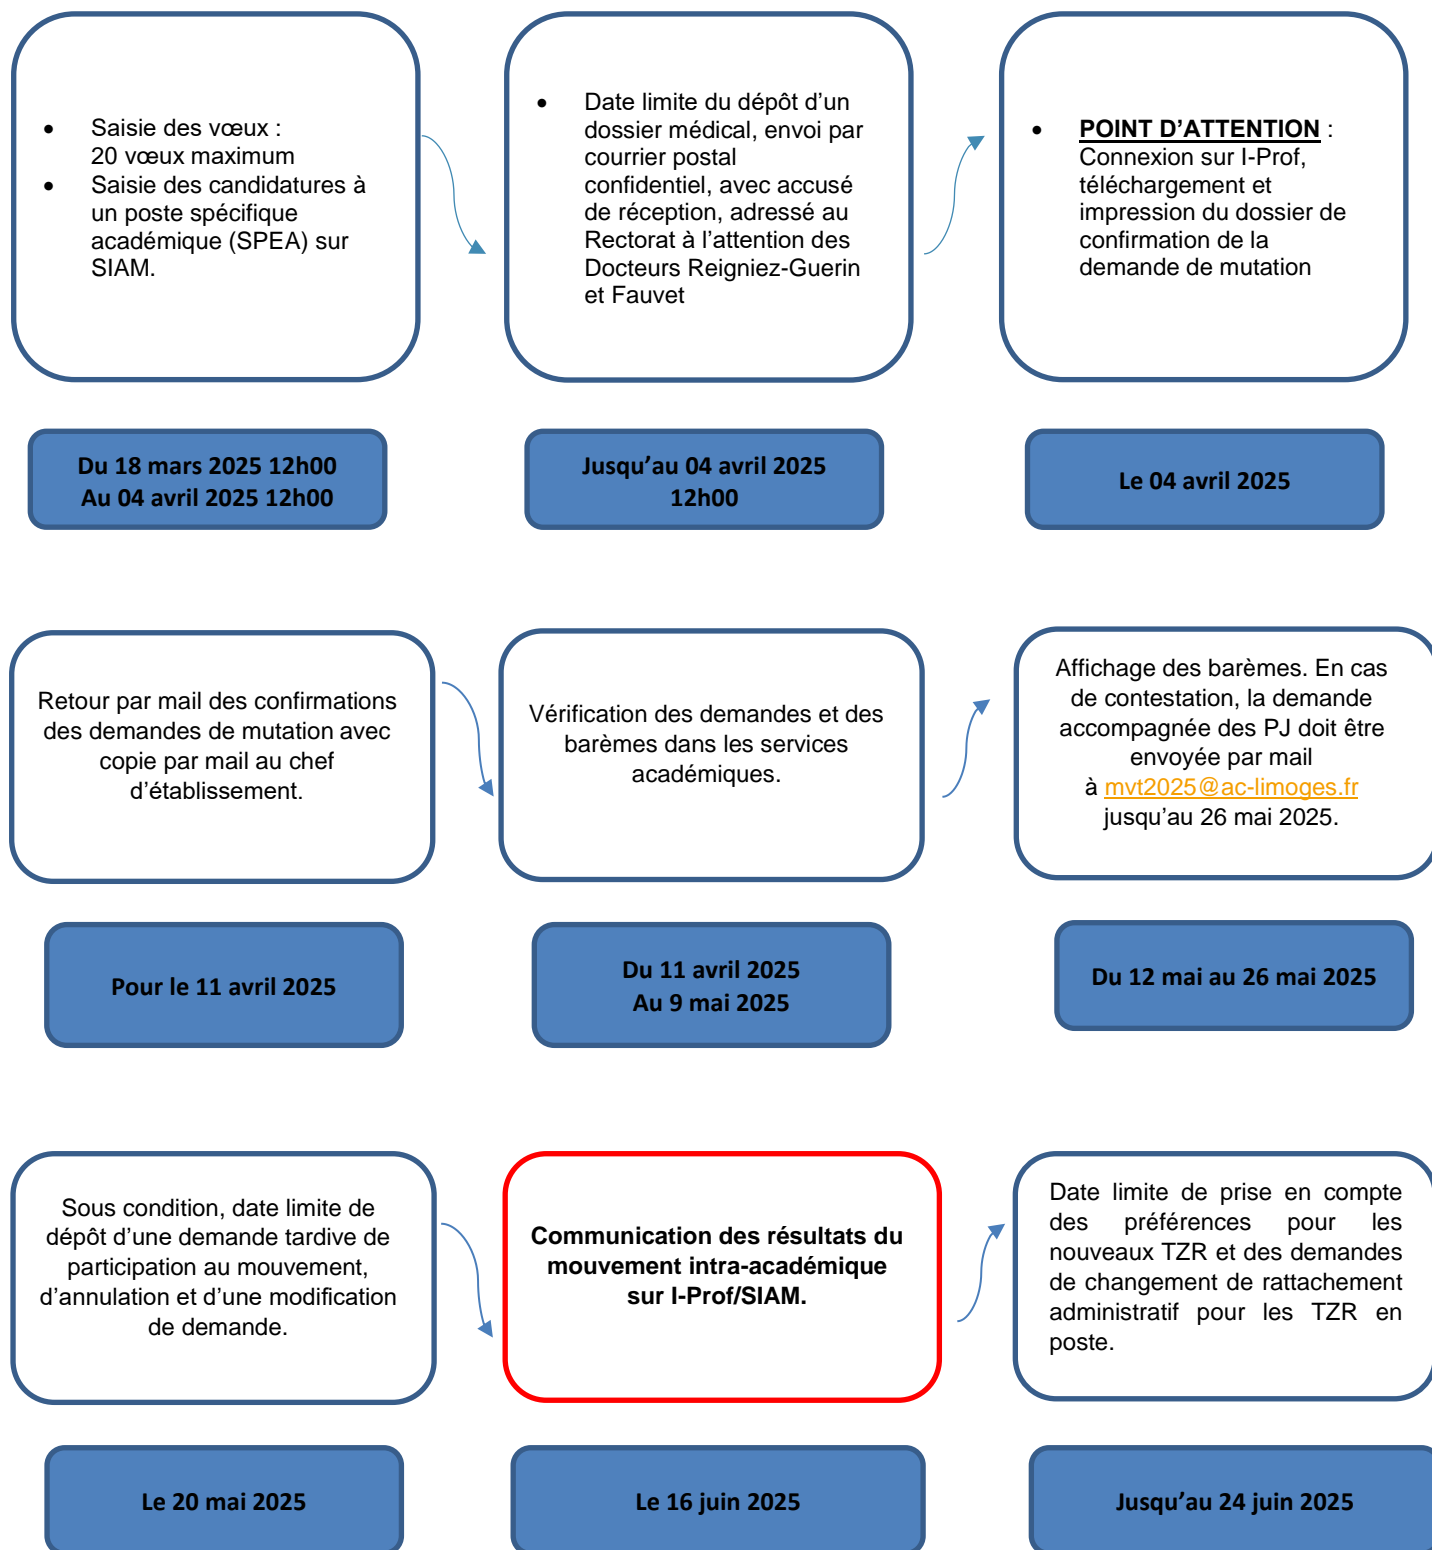 • Saisie des vœux :
20 vœux maximum
• Saisie des candidatures à
un poste spécifique
académique (SPEA) sur
SIAM.
• Date limite du dépôt d’un
dossier médical, envoi par
courrier postal
confidentiel, avec accusé
de réception, adressé au
Rectorat à l’attention des
Docteurs Reigniez-Guerin
et Fauvet
• POINT D’ATTENTION :
Connexion sur I-Prof,
téléchargement et
impression du dossier de
confirmation de la
demande de mutation
Du 18 mars 2025 12h00
Au 04 avril 2025 12h00
Jusqu’au 04 avril 2025
12h00
Le 04 avril 2025
Retour par mail des confirmations
des demandes de mutation avec
copie par mail au chef
d’établissement.
Vérification des demandes et des
barèmes dans les services
académiques.
Affichage des barèmes. En cas
de contestation, la demande
accompagnée des PJ doit être
envoyée par mail
à mvt2025@ac-limoges.fr
jusqu’au 26 mai 2025.
Pour le 11 avril 2025
Du 11 avril 2025
Au 9 mai 2025
Du 12 mai au 26 mai 2025
Sous condition, date limite de
dépôt d’une demande tardive de
participation au mouvement,
d’annulation et d’une modification
de demande.
Communication des résultats du
mouvement intra-académique
sur I-Prof/SIAM.
Date limite de prise en compte
des préférences pour les
nouveaux TZR et des demandes
de changement de rattachement
administratif pour les TZR en
poste.
Le 20 mai 2025
Le 16 juin 2025
Jusqu’au 24 juin 2025